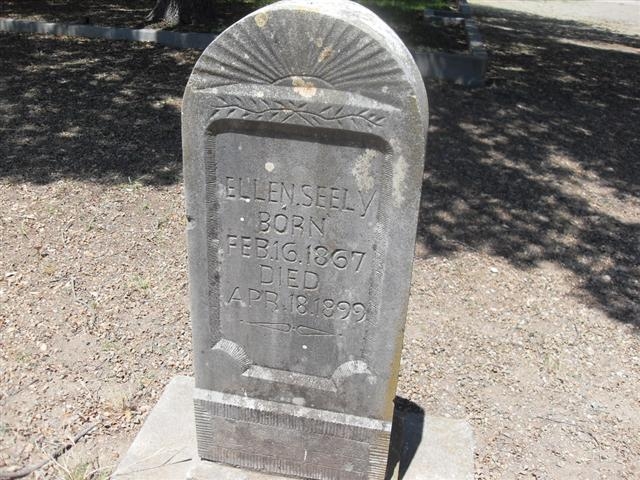 ELLEN.SEELY
BORN
FEB.16.1867
DIED
APR.18.1899